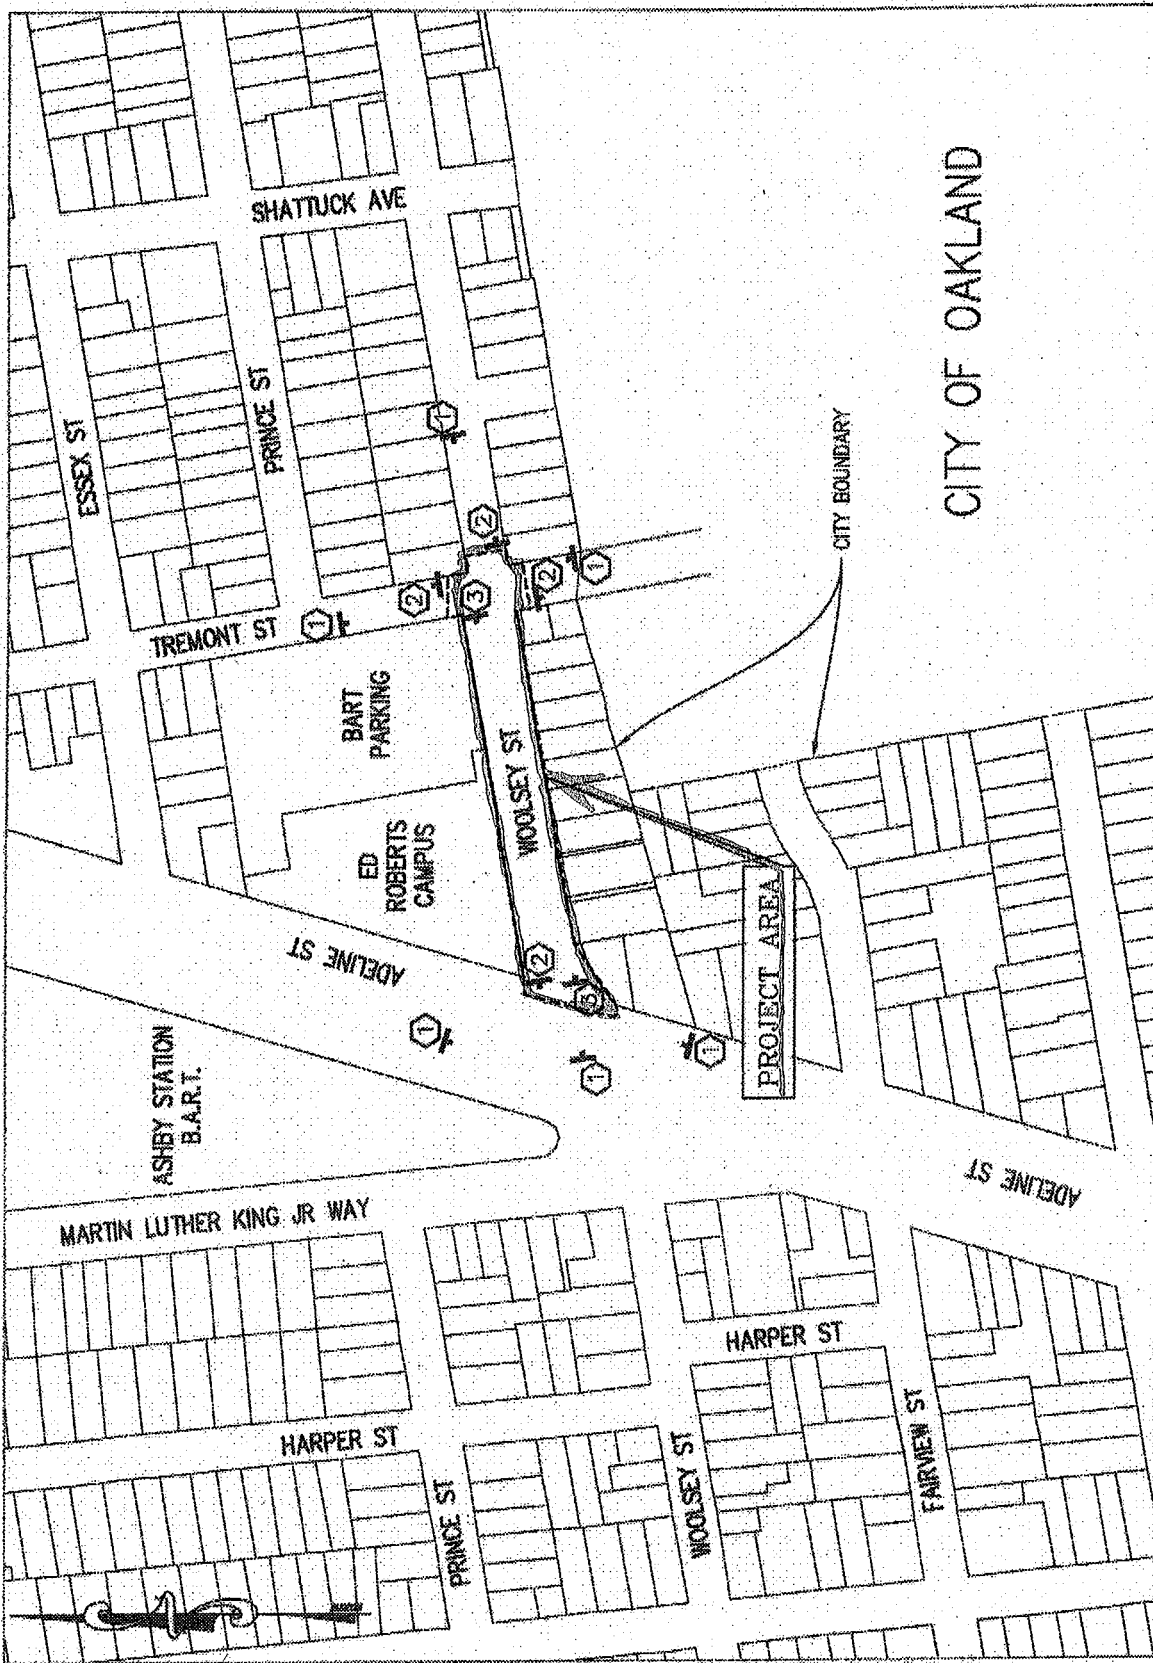 ESSEX ST
SHATTUCK AVE
PRINCE ST
TREMONT ST
1
1
2
2
3
2
1
BART
PARKING
ED
ROBERTS
CAMPUS
WOOLSEY ST
ADELINE ST
ASHBY STATION
B.A.R.T.
1
2
3
1
1
PROJECT AREA
CITY BOUNDARY
CITY OF OAKLAND
MARTIN LUTHER KING JR WAY
ADELINE ST
HARPER ST
HARPER ST
PRINCE ST
WOOLSEY ST
FAIRVIEW ST